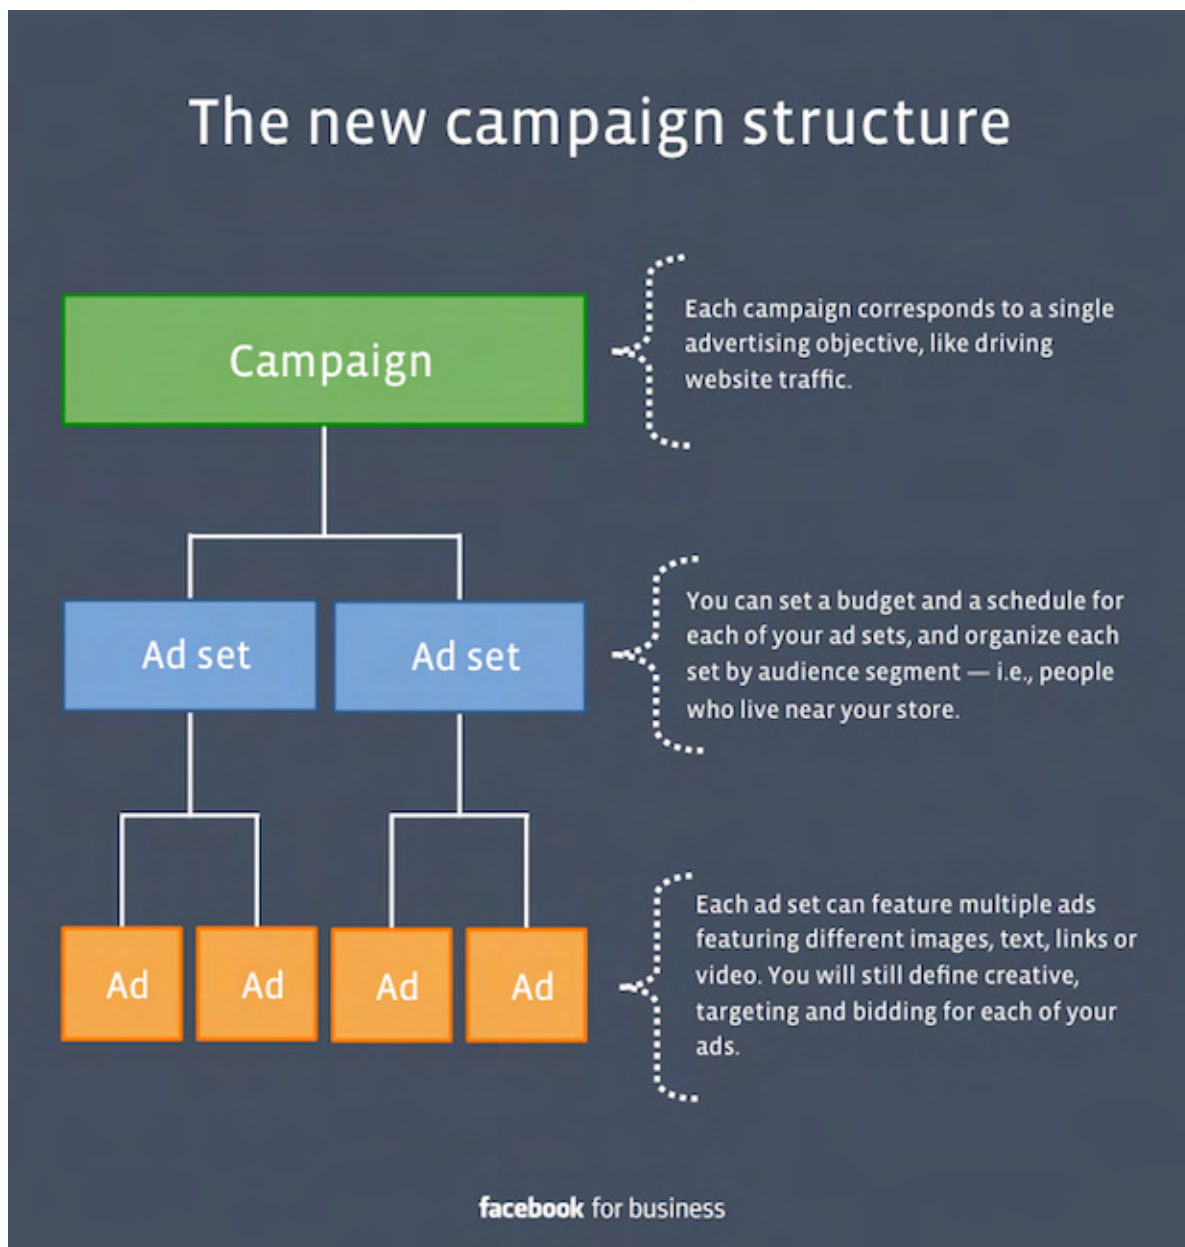 The new campaign structure
Campaign
Each campaign corresponds to a single
advertising objective, like driving
website traffic.
Ad set
Ad set
You can set a budget and a schedule for
each of your ad sets, and organize each
set by audience segment — i.e., people
who live near your store.
Ad
Ad
Ad
Ad
Each ad set can feature multiple ads
featuring different images, text, links or
video. You will still define creative,
targeting and bidding for each of your
ads.
facebook for business